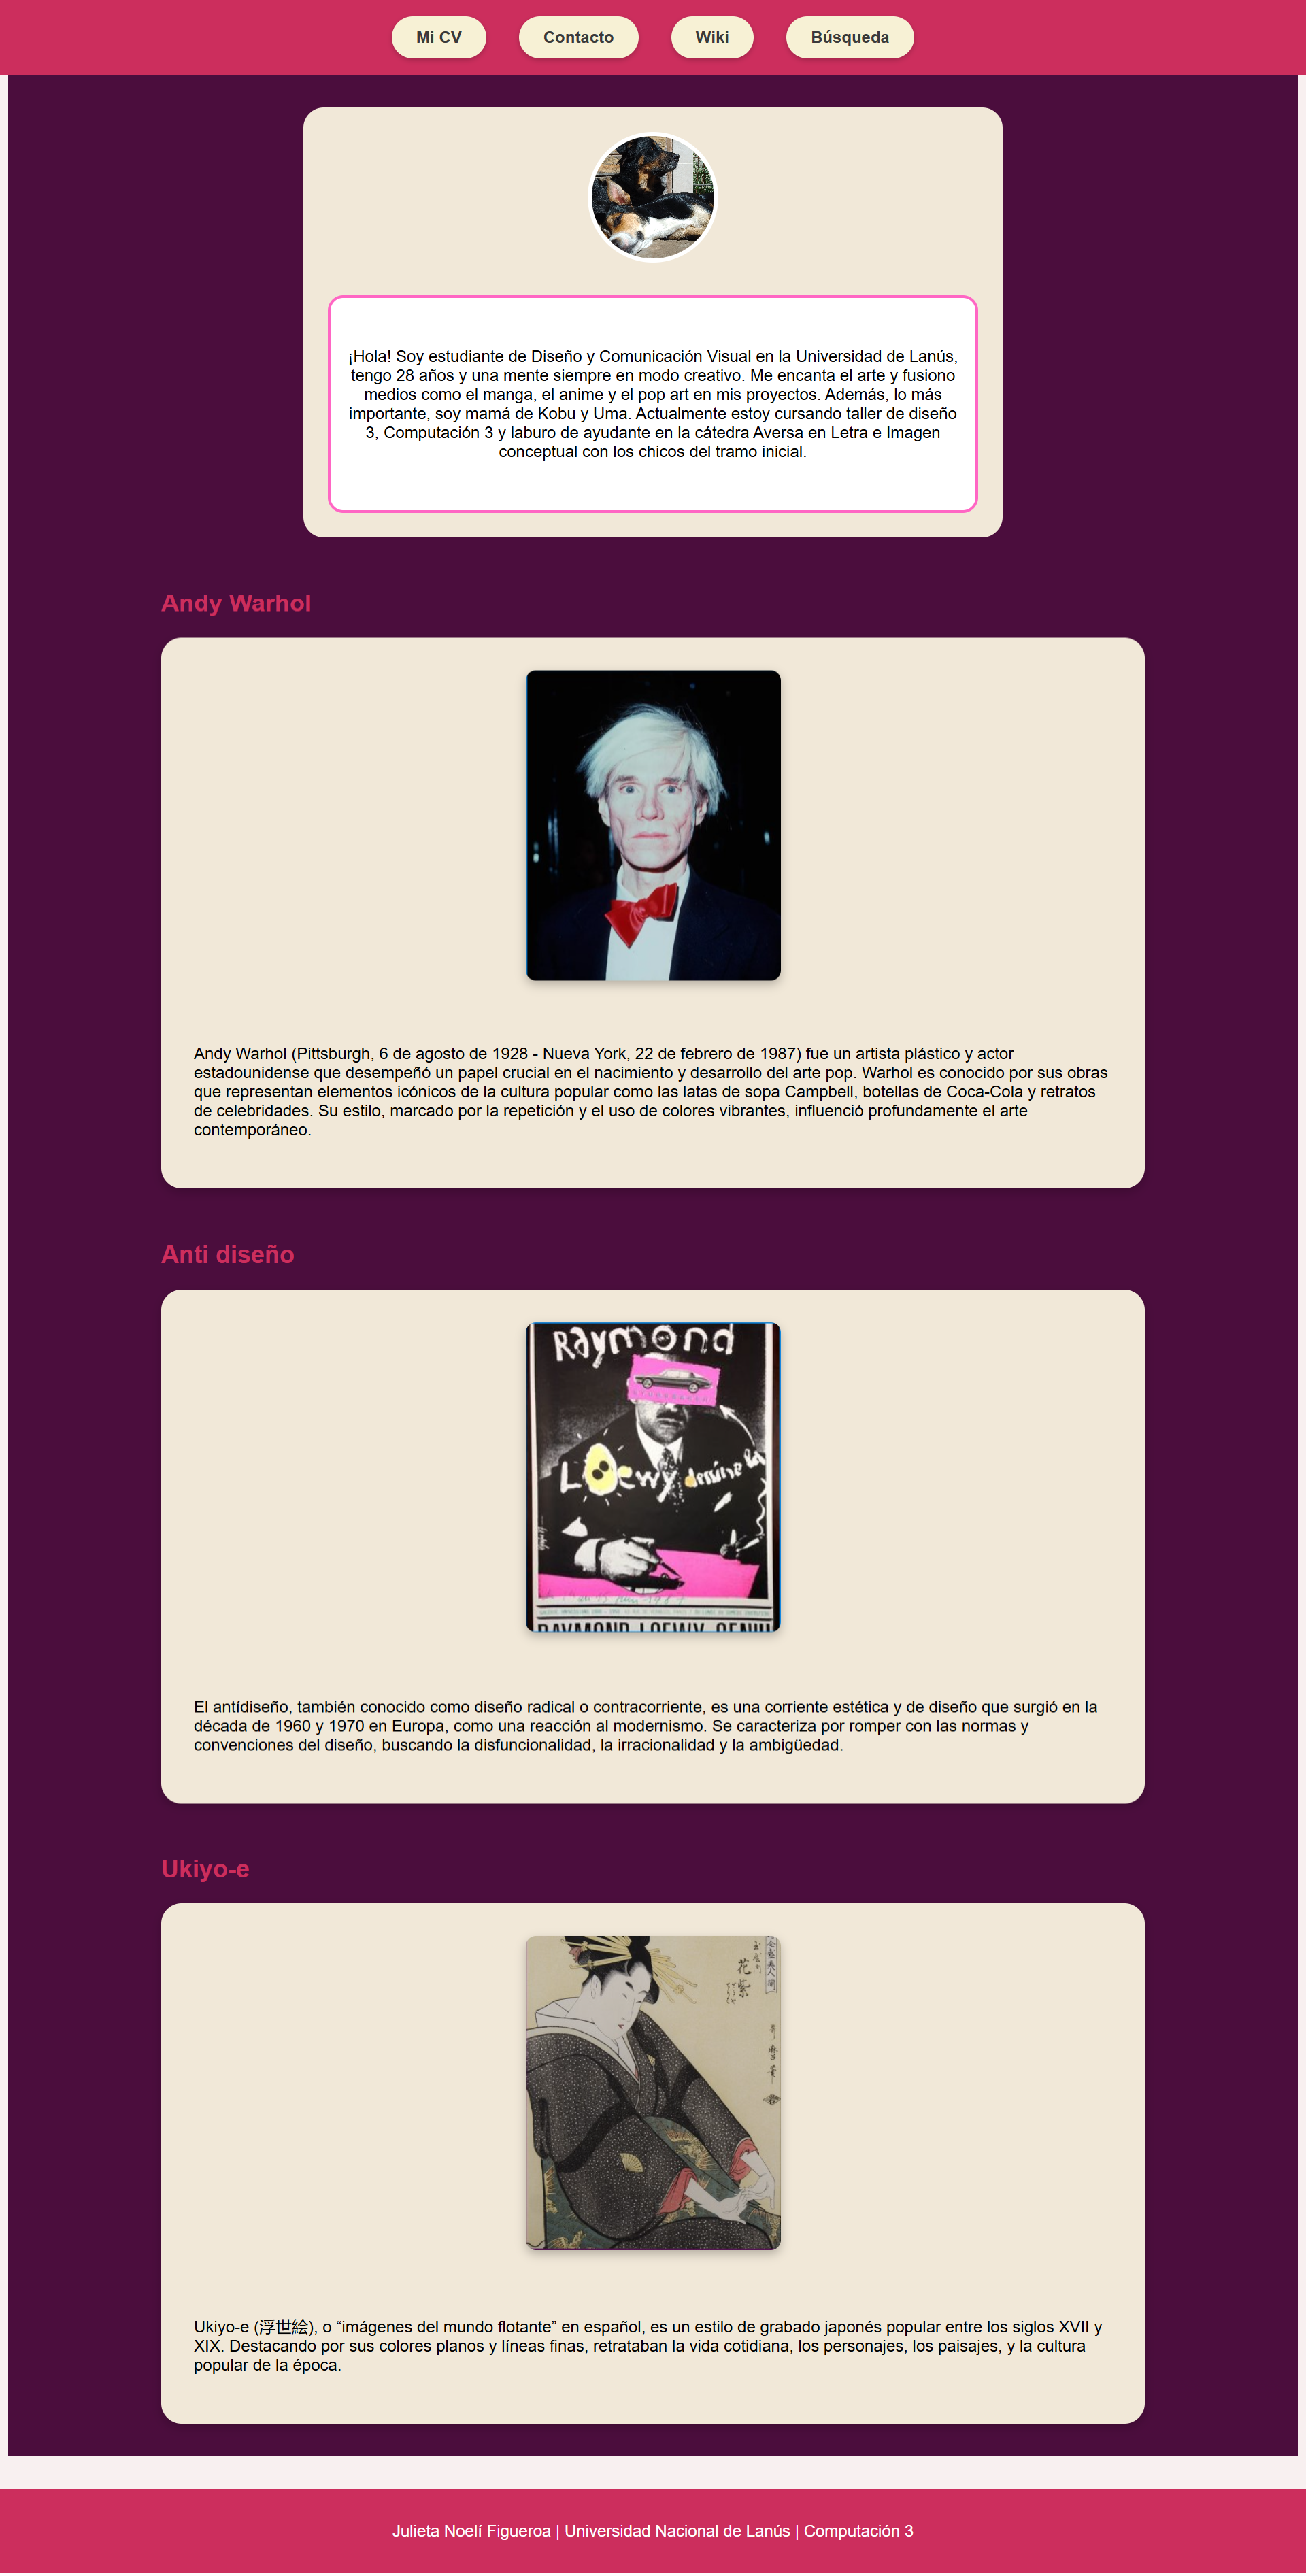 Mi CV
Contacto
Wiki
Búsqueda
¡Hola! Soy estudiante de Diseño y Comunicación Visual en la Universidad de Lanús,
tengo 28 años y una mente siempre en modo creativo. Me encanta el arte y fusiono
medios como el manga, el anime y el pop art en mis proyectos. Además, lo más
importante, soy mamá de Kobu y Uma. Actualmente estoy cursando taller de diseño
3, Computación 3 y laburo de ayudante en la cátedra Aversa en Letra e Imagen
conceptual con los chicos del tramo inicial.
Andy Warhol
Andy Warhol (Pittsburgh, 6 de agosto de 1928 - Nueva York, 22 de febrero de 1987) fue un artista plástico y actor
estadounidense que desempeñó un papel crucial en el nacimiento y desarrollo del arte pop. Warhol es conocido por sus obras
que representan elementos icónicos de la cultura popular como las latas de sopa Campbell, botellas de Coca-Cola y retratos
de celebridades. Su estilo, marcado por la repetición y el uso de colores vibrantes, influenció profundamente el arte
contemporáneo.
Anti diseño
Raymond
Loewy dessine la
RAYMOND LOEWY
El antídiseño, también conocido como diseño radical o contracorriente, es una corriente estética y de diseño que surgió en la
década de 1960 y 1970 en Europa, como una reacción al modernismo. Se caracteriza por romper con las normas y
convenciones del diseño, buscando la disfuncionalidad, la irracionalidad y la ambigüedad.
Ukiyo-e
花紫
Ukiyo-e (浮世絵), o “imágenes del mundo flotante” en español, es un estilo de grabado japonés popular entre los siglos XVII y
XIX. Destacando por sus colores planos y líneas finas, retrataban la vida cotidiana, los personajes, los paisajes, y la cultura
popular de la época.
Julieta Noelí Figueroa | Universidad Nacional de Lanús | Computación 3